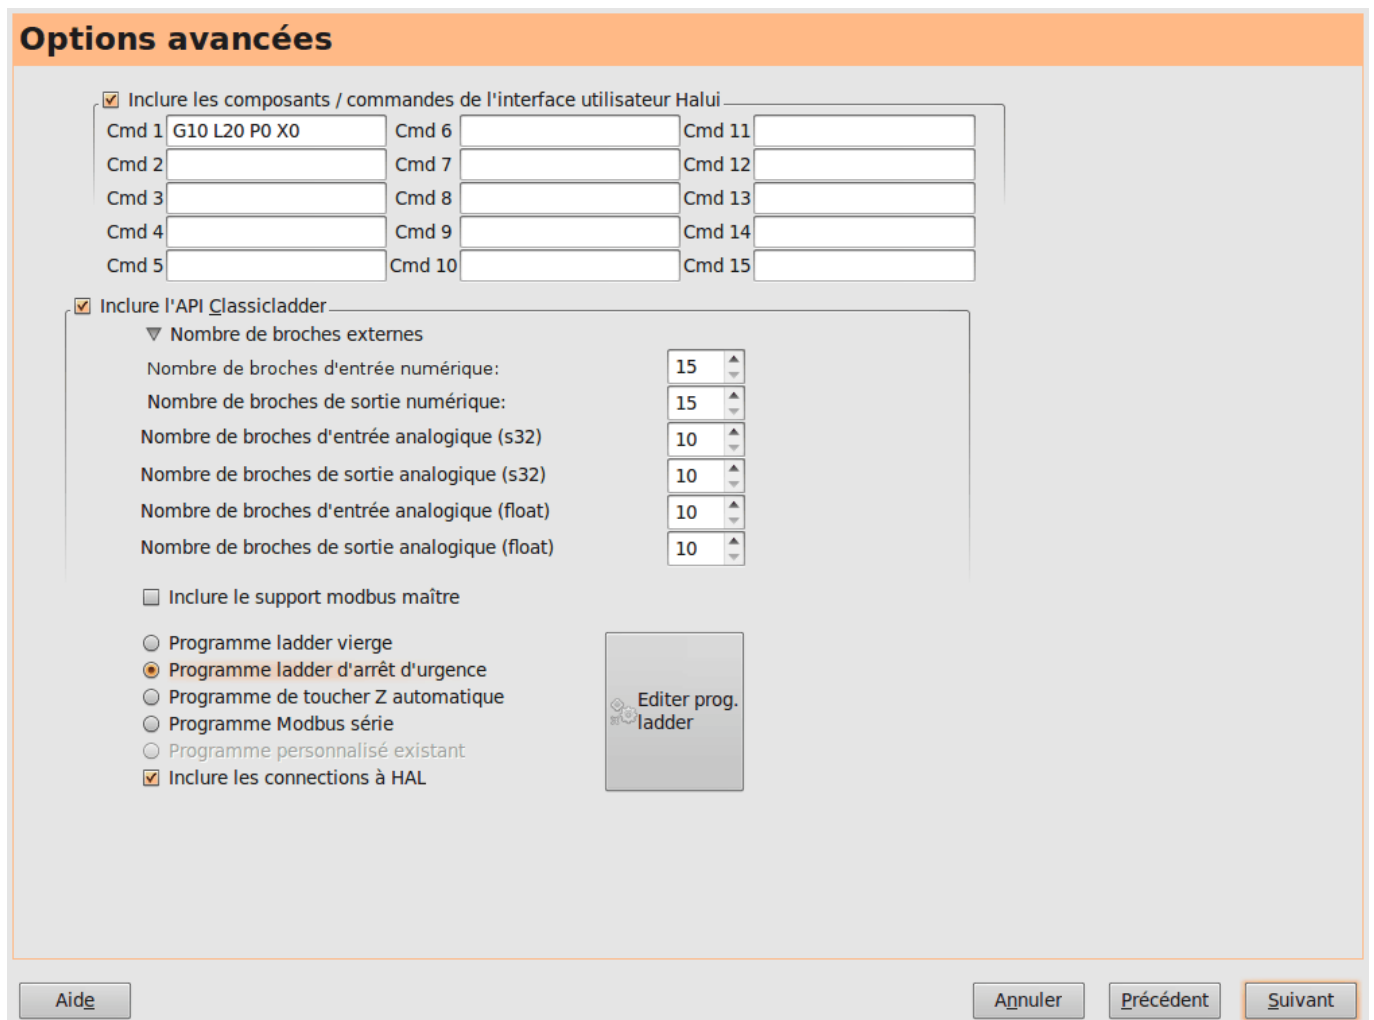 Options avancées
Inclure les composants / commandes de l'interface utilisateur Halui
Cmd 1 G10 L20 P0 X0 Cmd 6 Cmd 11
Cmd 2 Cmd 7 Cmd 12
Cmd 3 Cmd 8 Cmd 13
Cmd 4 Cmd 9 Cmd 14
Cmd 5 Cmd 10 Cmd 15
Inclure l'API Classicladder
Nombre de broches externes
Nombre de broches d'entrée numérique: 15
Nombre de broches de sortie numérique: 15
Nombre de broches d'entrée analogique (s32) 10
Nombre de broches de sortie analogique (s32) 10
Nombre de broches d'entrée analogique (float) 10
Nombre de broches de sortie analogique (float) 10
Inclure le support modbus maître
Programme ladder vierge
Programme ladder d'arrêt d'urgence
Programme de toucher Z automatique
Programme Modbus série
Programme personnalisé existant
Inclure les connections à HAL
Editer prog.
ladder
Aide Annuler Précédent Suivant